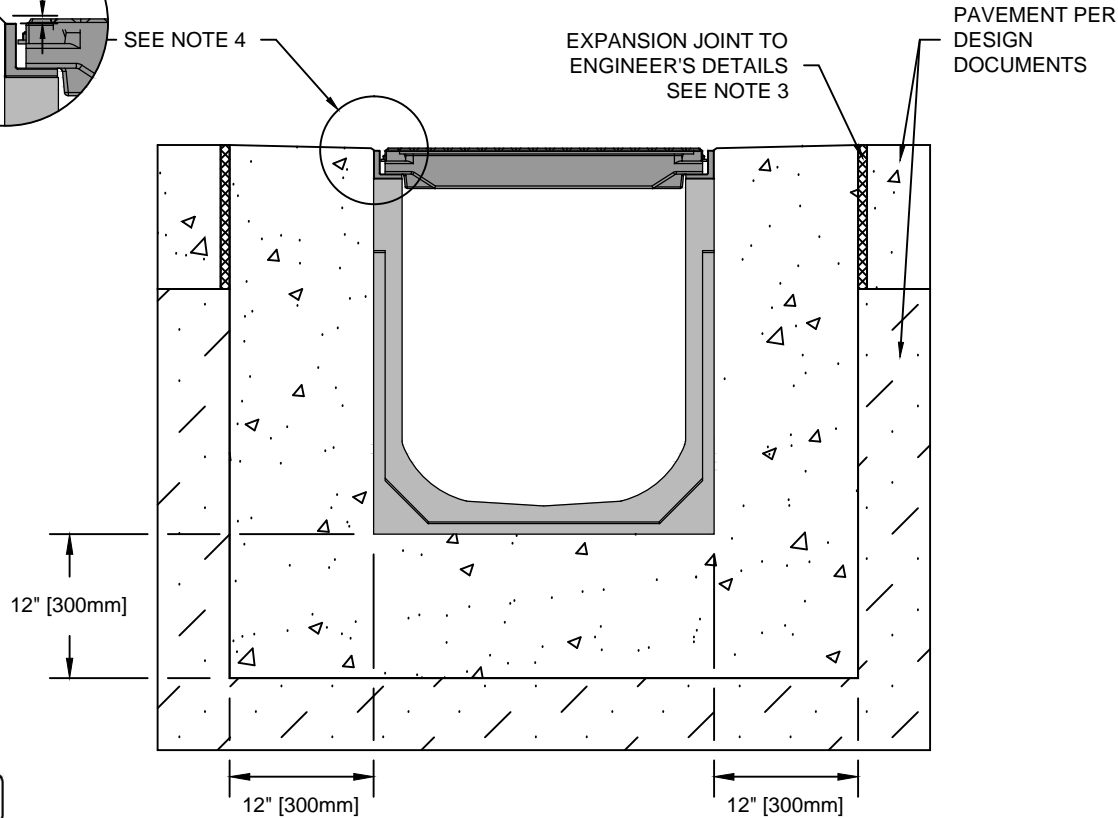 SEE NOTE 4
EXPANSION JOINT TO
ENGINEER'S DETAILS
SEE NOTE 3
PAVEMENT PER
DESIGN
DOCUMENTS
12" [300mm]
12" [300mm]
12" [300mm]